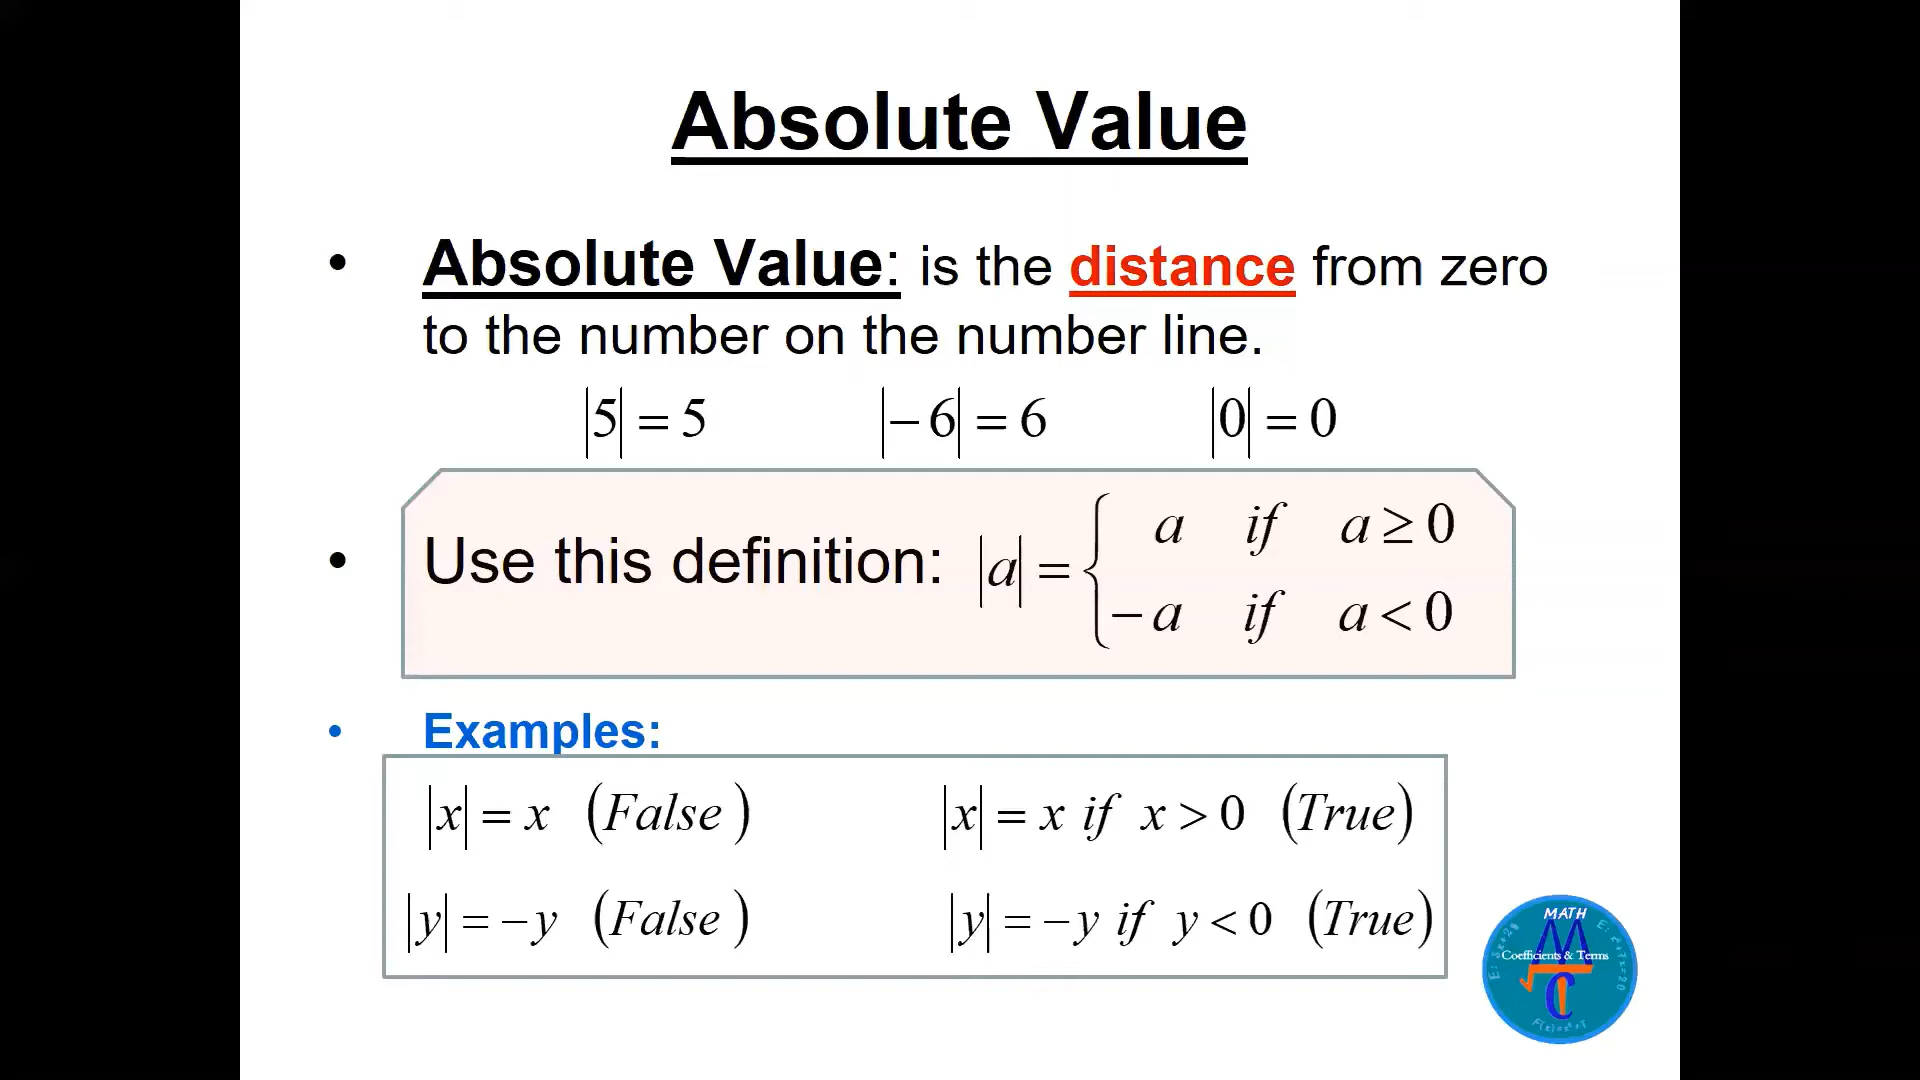 Absolute Value
• Absolute Value: is the distance from zero
to the number on the number line.
|5| = 5 |−6| = 6 |0| = 0
• Use this definition: |a| = { a if a ≥ 0
−a if a < 0
• Examples:
|x| = x (False) |x| = x if x > 0 (True)
|y| = −y (False) |y| = −y if y < 0 (True)
MATH
Coefficients & Terms